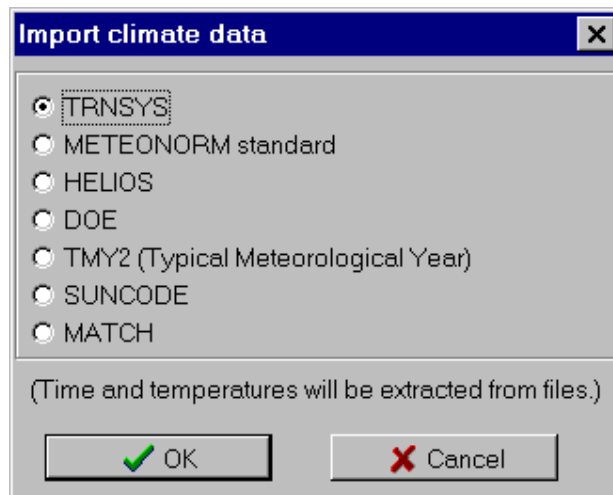 Import climate data
TRNSYS
METEONORM standard
HELIOS
DOE
TMY2 (Typical Meteorological Year)
SUNCODE
MATCH
(Time and temperatures will be extracted from files.)
OK
Cancel